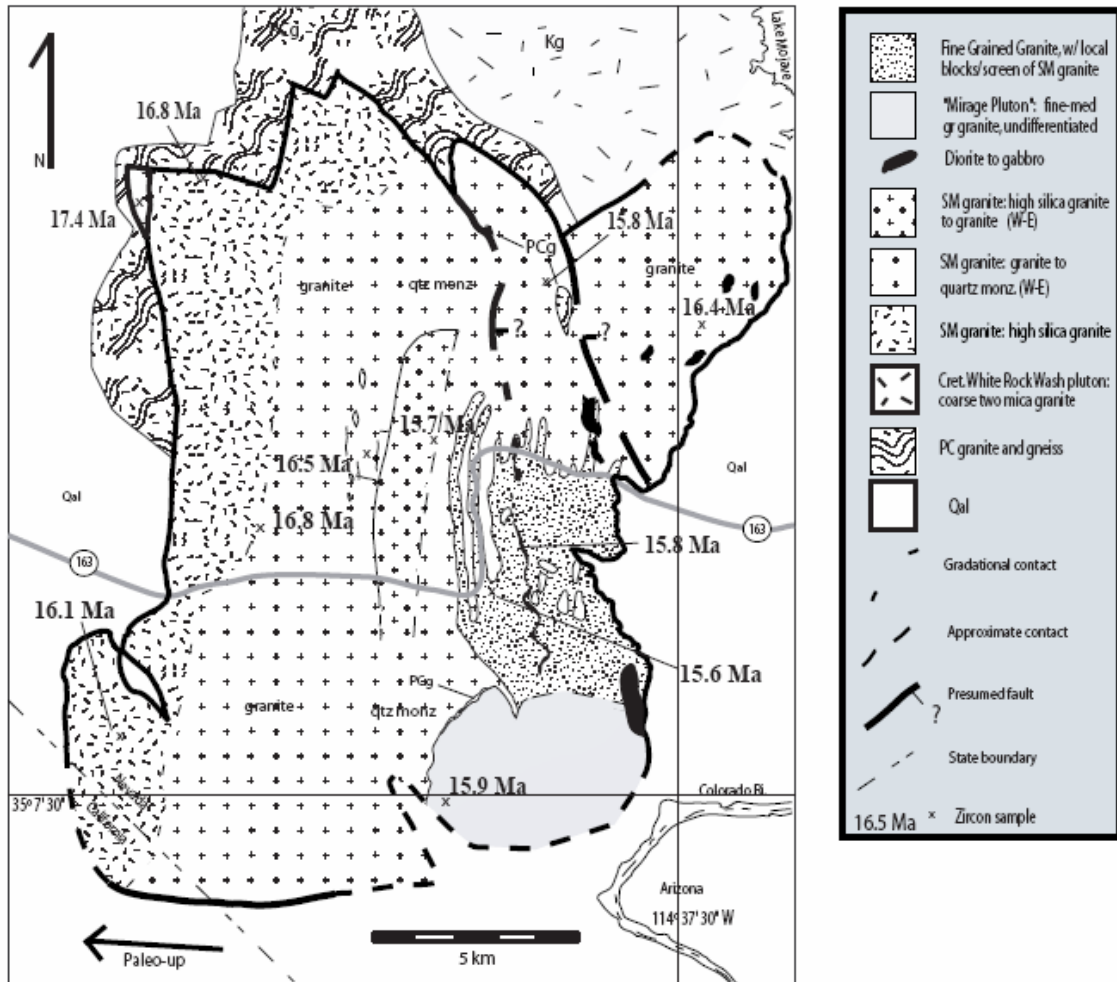 Kg
Kg
Lake Mojave
16.8 Ma
N
17.4 Ma
PCg
15.8 Ma
granite
qtz monz
granite
16.4 Ma
?
?
15.7 Ma
16.5 Ma
Qal
Qal
16.8 Ma
163
163
15.8 Ma
16.1 Ma
15.6 Ma
PCg
granite
qtz monz
Nevada
California
15.9 Ma
35º 7' 30"
Colorado Ri.
Arizona
114º 37' 30" W
Paleo-up
5 km
Fine Grained Granite, w/ local
blocks/screen of SM granite
"Mirage Pluton": fine-med
gr granite, undifferentiated
Diorite to gabbro
SM granite: high silica granite
to granite (W-E)
SM granite: granite to
quartz monz. (W-E)
SM granite: high silica granite
Cret. White Rock Wash pluton:
coarse two mica granite
PC granite and gneiss
Qal
Gradational contact
Approximate contact
Presumed fault
?
State boundary
16.5 Ma x Zircon sample